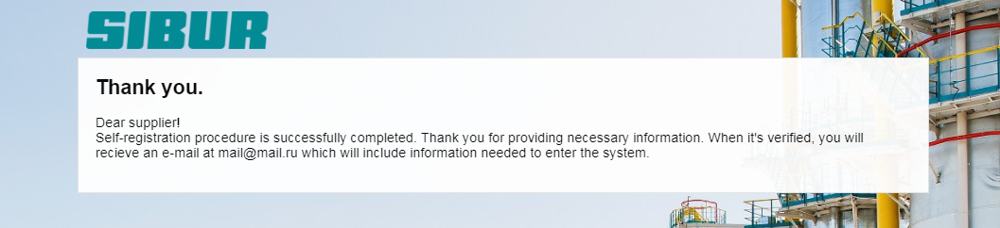 SIBUR
Thank you.
Dear supplier!
Self-registration procedure is successfully completed. Thank you for providing necessary information. When it's verified, you will
recieve an e-mail at mail@mail.ru which will include information needed to enter the system.